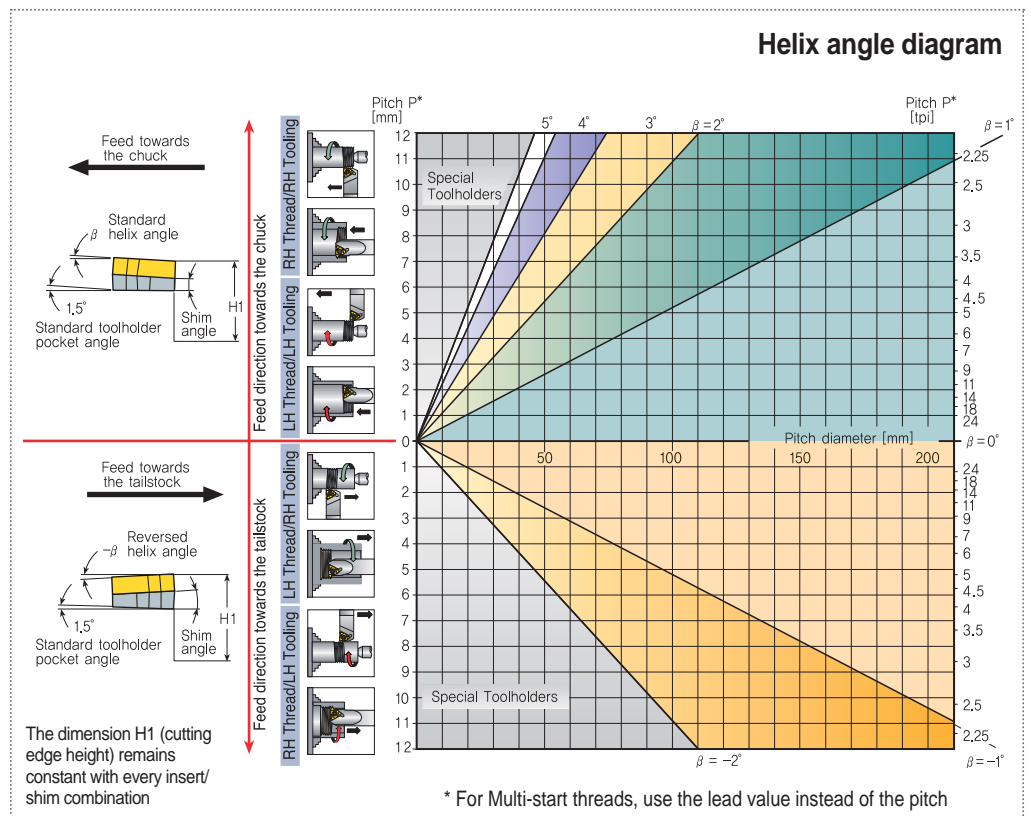 Helix angle diagram
Pitch P*
[mm]
Pitch P*
[tpi]
5° 4° 3° β=2° β=1°
12
11
10
9
8
7
6
5
4
3
2
1
0
1
2
3
4
5
6
7
8
9
10
11
12
Special
Toolholders
2.25
2.5
3
3.5
4
4.5
5
6
7
9
11
14
18
24
Pitch diameter [mm]
β=0°
50 100 150 200
24
18
14
11
9
7
6
5
4.5
4
3.5
3
2.5
2.25
Special Toolholders
β=-2°
β=-1°
Feed towards
the chuck
Standard
helix angle
β
1.5°
Standard toolholder
pocket angle
Shim
angle
H1
Feed direction towards the chuck
RH Thread/RH Tooling
LH Thread/LH Tooling
Feed towards
the tailstock
Reversed
helix angle
-β
1.5°
Standard toolholder
pocket angle
Shim
angle
H1
Feed direction towards the tailstock
LH Thread/RH Tooling
RH Thread/LH Tooling
The dimension H1 (cutting
edge height) remains
constant with every insert/
shim combination
* For Multi-start threads, use the lead value instead of the pitch